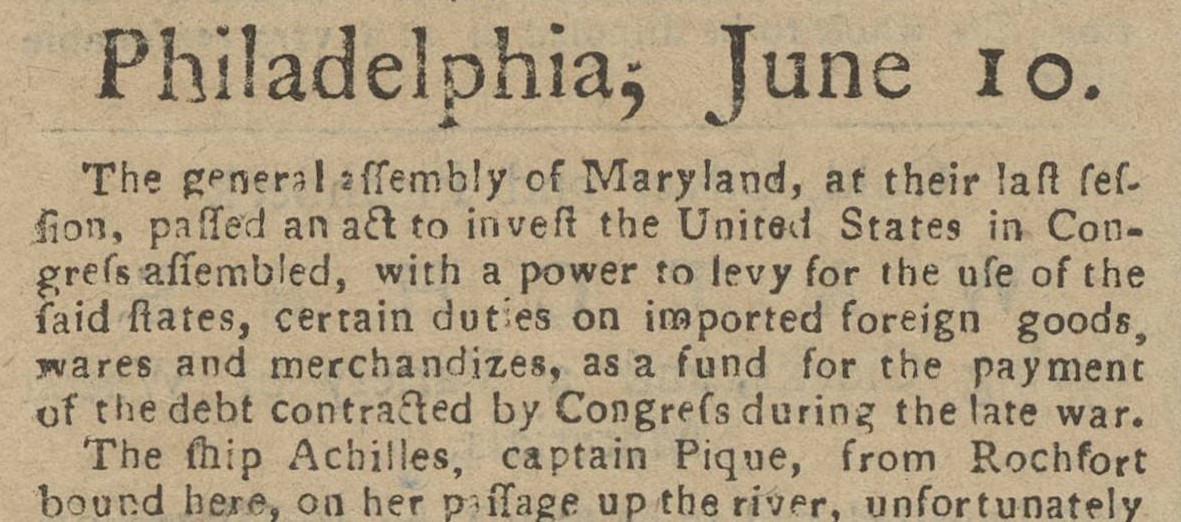 Philadelphia, June 10.
The general aſſembly of Maryland, at their laſt ſeſ-
ſion, paſſed an act to inveſt the United States in Con-
greſs aſſembled, with a power to levy for the uſe of the
ſaid ſtates, certain duties on imported foreign goods,
wares and merchandizes, as a fund for the payment
of the debt contracted by Congreſs during the late war.
The ſhip Achilles, captain Pique, from Rochfort
bound here, on her paſſage up the river, unfortunately